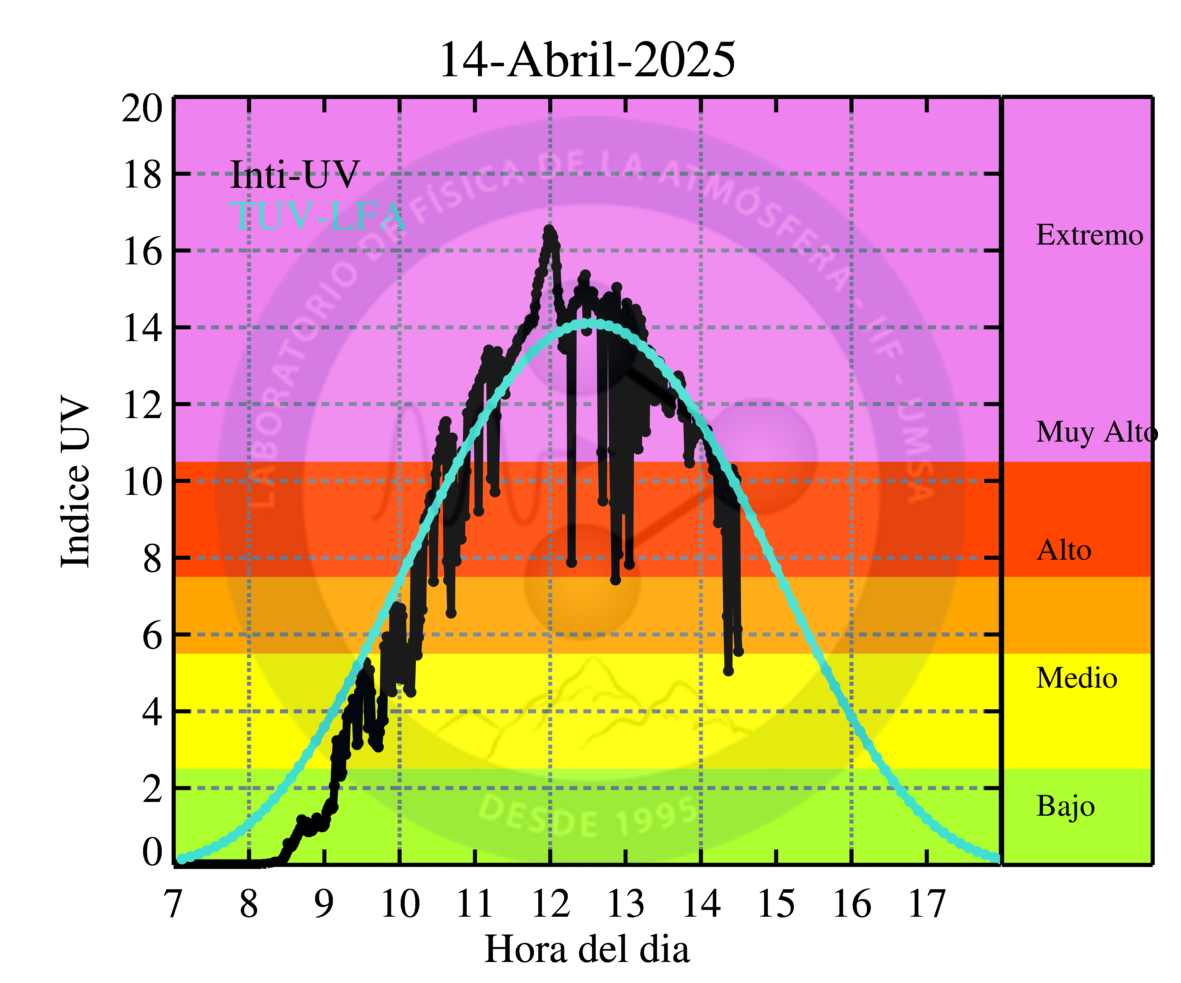 14-Abril-2025
20
18
16
14
12
10
8
6
4
2
0
Indice UV
Inti-UV
TUV-LFA
LABORATORIO DE FÍSICA DE LA ATMÓSFERA - IIF - UMSA
DESDE 1995
Extremo
Muy Alto
Alto
Medio
Bajo
7 8 9 10 11 12 13 14 15 16 17
Hora del dia